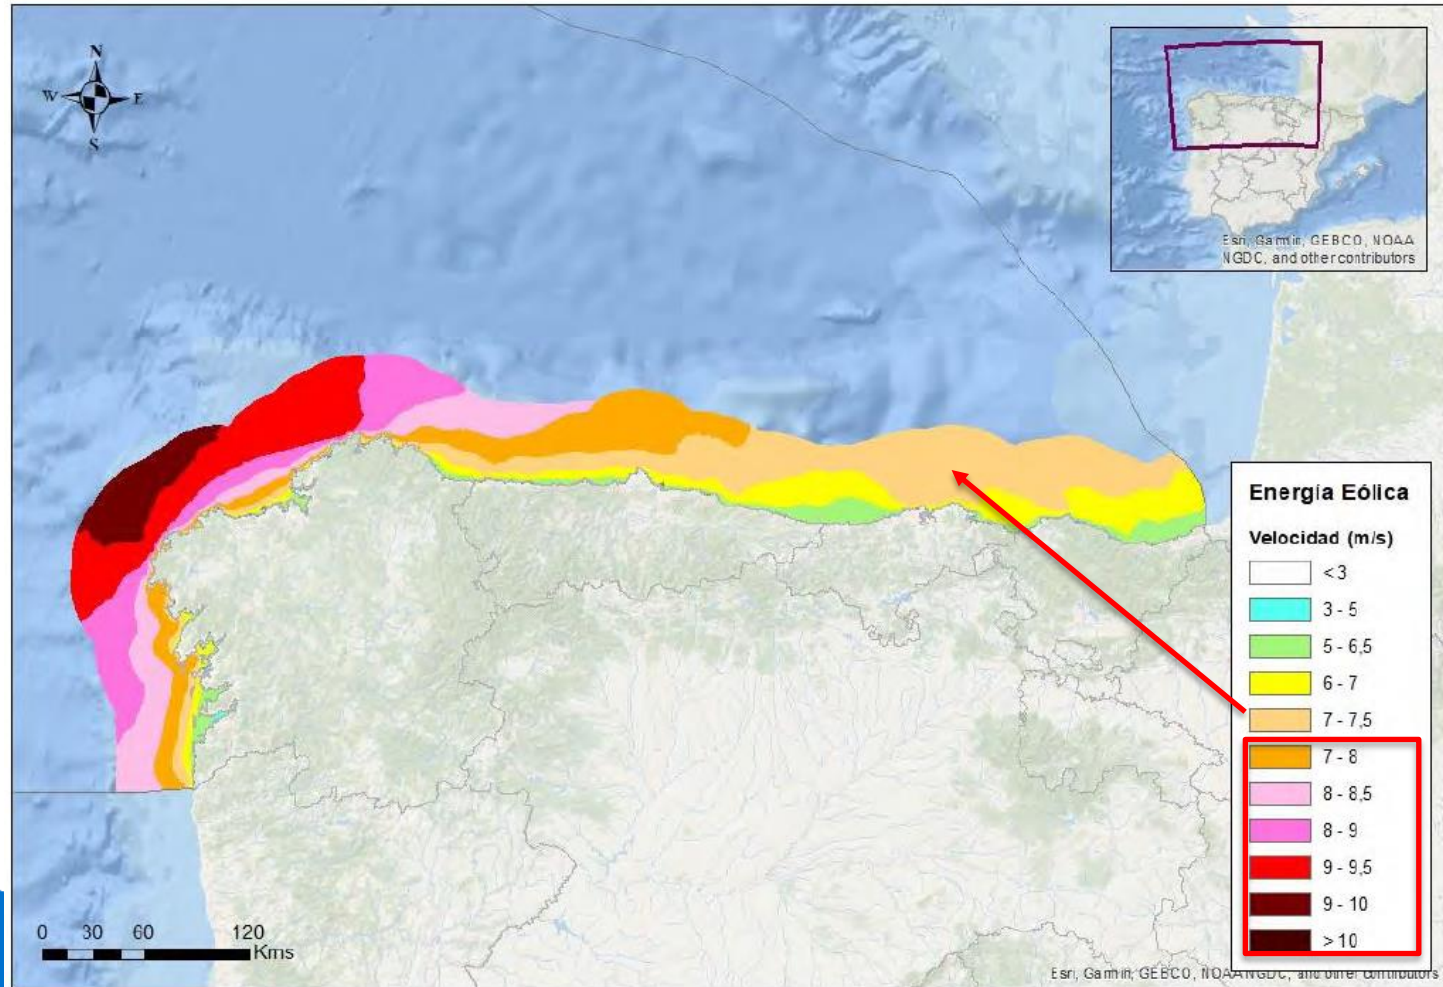 N
W E
S
Esri, Garmin, GEBCO, NOAA
NGDC, and other contributors
Energía Eólica
Velocidad (m/s)
< 3
3 - 5
5 - 6,5
6 - 7
7 - 7,5
7 - 8
8 - 8,5
8 - 9
9 - 9,5
9 - 10
> 10
0 30 60 120
Kms
Esri, Garmin, GEBCO, NOAA NGDC, and other contributors